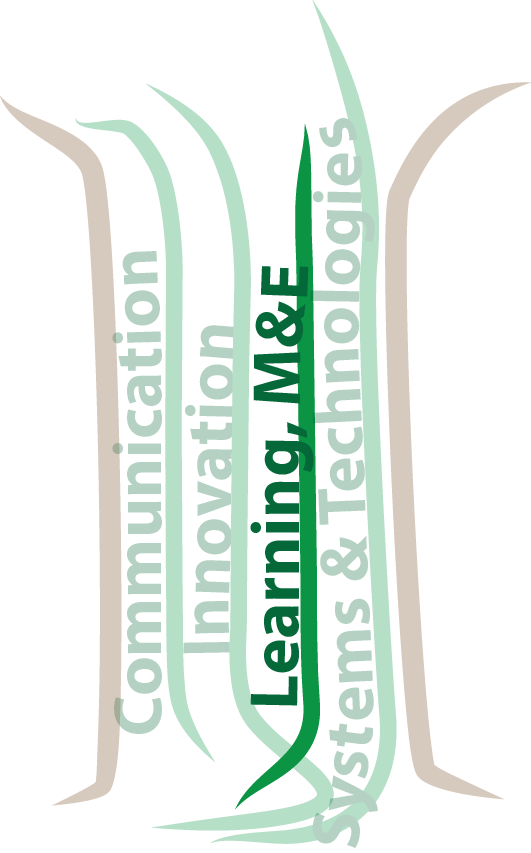 Communication
Innovation
Learning, M&E
Systems & Technologies